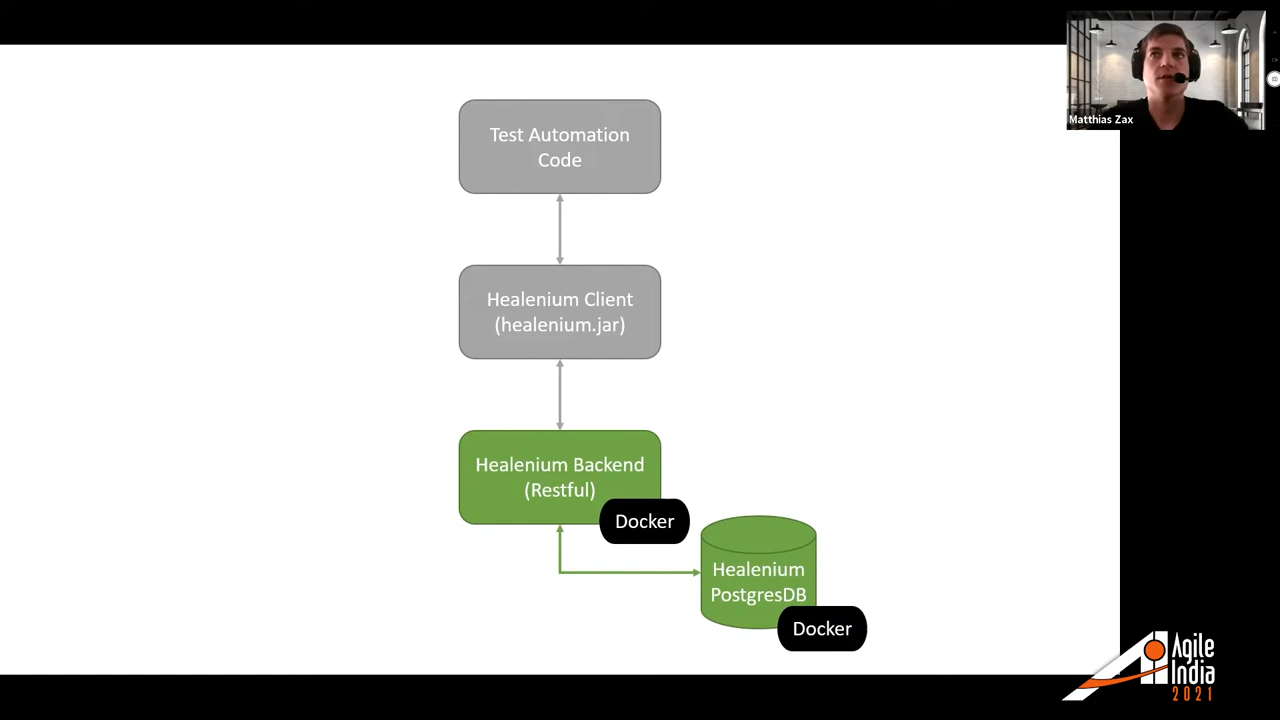 Matthias Zax
Test Automation
Code
Healenium Client
(healenium.jar)
Healenium Backend
(Restful)
Docker
Healenium
PostgresDB
Docker
Agile
India
2021